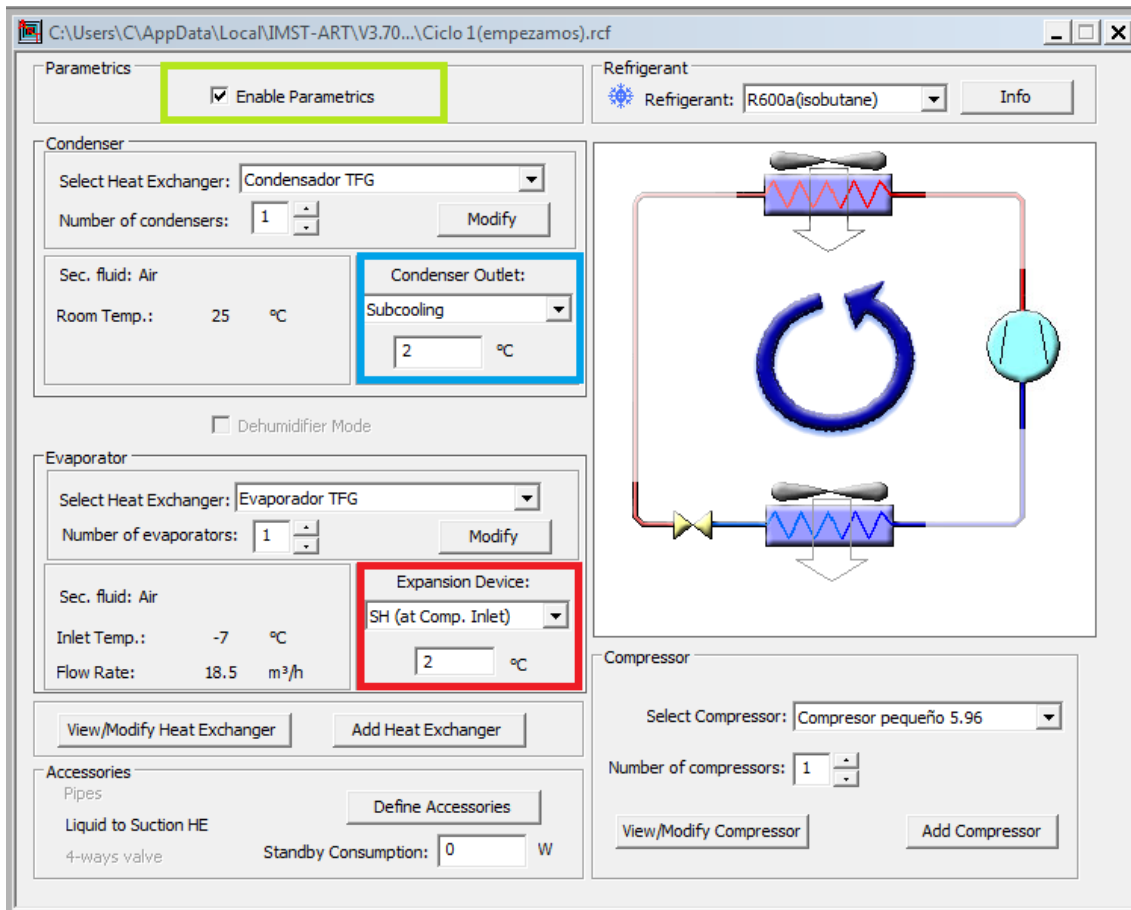 C:\Users\C\AppData\Local\IMST-ART\V3.70...\Ciclo 1(empezamos).rcf
Parametrics
Enable Parametrics
Refrigerant
Refrigerant: R600a(isobutane) Info
Condenser
Select Heat Exchanger: Condensador TFG
Number of condensers: 1 Modify
Sec. fluid: Air
Room Temp.: 25 ºC
Condenser Outlet:
Subcooling
2 ºC
Dehumidifier Mode
Evaporator
Select Heat Exchanger: Evaporador TFG
Number of evaporators: 1 Modify
Sec. fluid: Air
Inlet Temp.: -7 ºC
Flow Rate: 18.5 m³/h
Expansion Device:
SH (at Comp. Inlet)
2 ºC
View/Modify Heat Exchanger Add Heat Exchanger
Accessories
Pipes
Liquid to Suction HE
4-ways valve
Define Accessories
Standby Consumption: 0 W
Compressor
Select Compressor: Compresor pequeño 5.96
Number of compressors: 1
View/Modify Compressor Add Compressor